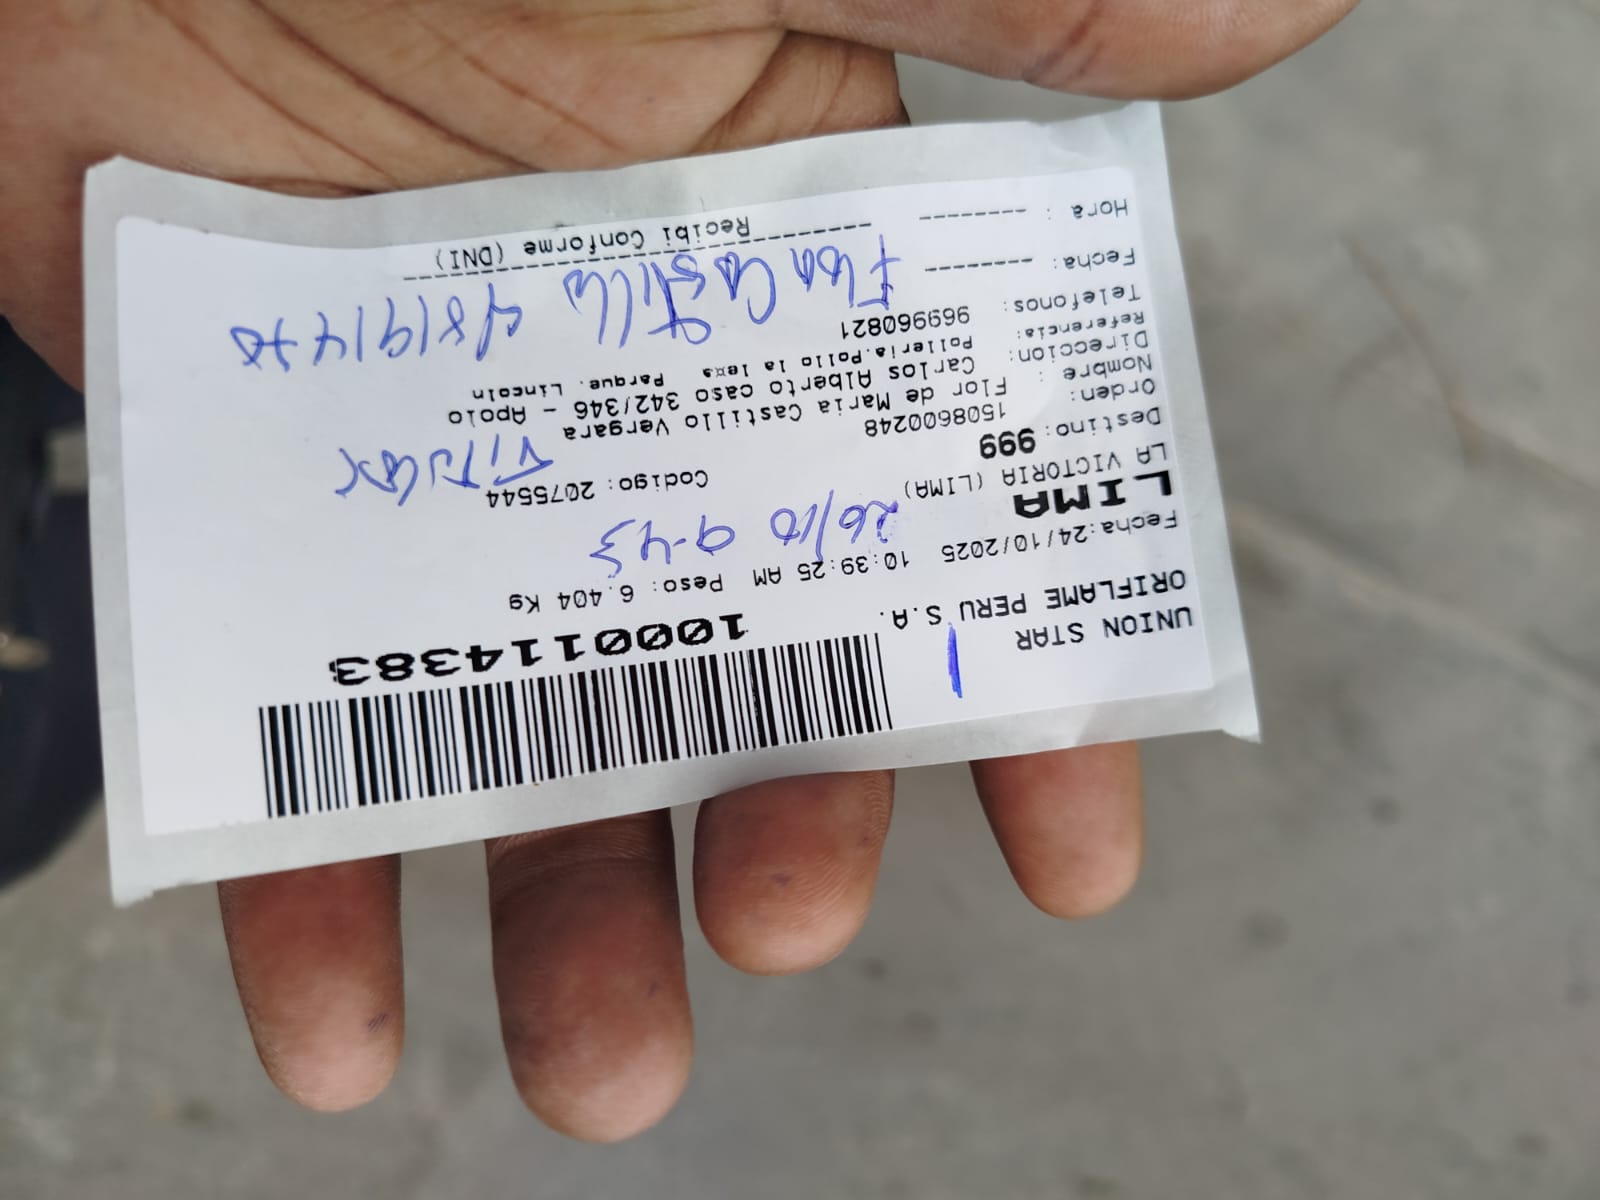 UNION STAR
ORIFLAME PERU S.A.
1000114383
Fecha:24/10/2025 10:39:25 AM Peso: 6.404 Kg
26/10 9-43
LIMA
LA VICTORIA (LIMA) Codigo: 2075544
Destino: 999
Orden: 1508600248
Nombre : Flor de Maria Castillo Vergara
Direccion: Carlos Alberto caso 342/346 - Apolo
Referencia: Polleria.Pollo la Parque. Lincoln
Telefonos: 969960821
Flor Castillo
Fecha: --------
Hora : --------
Recibi Conforme (DNI)